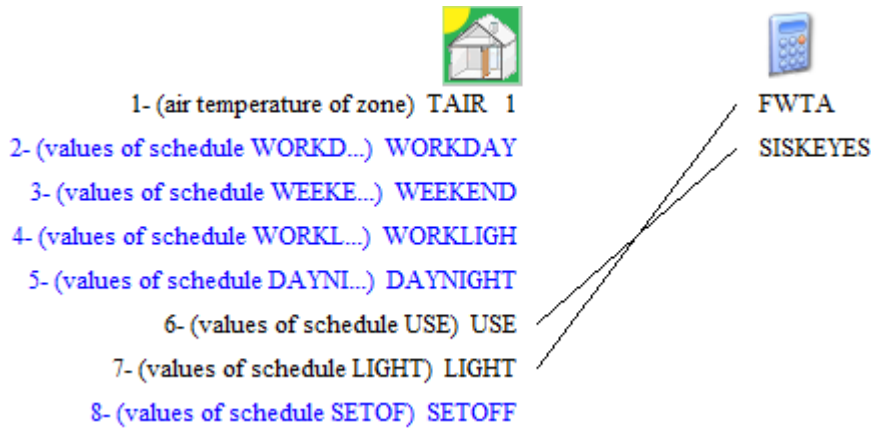 1- (air temperature of zone) TAIR 1
2- (values of schedule WORKD...) WORKDAY
3- (values of schedule WEEKE...) WEEKEND
4- (values of schedule WORKL...) WORKLIGH
5- (values of schedule DAYNI...) DAYNIGHT
6- (values of schedule USE) USE
7- (values of schedule LIGHT) LIGHT
8- (values of schedule SETOF) SETOFF
FWTA
SISKEYES